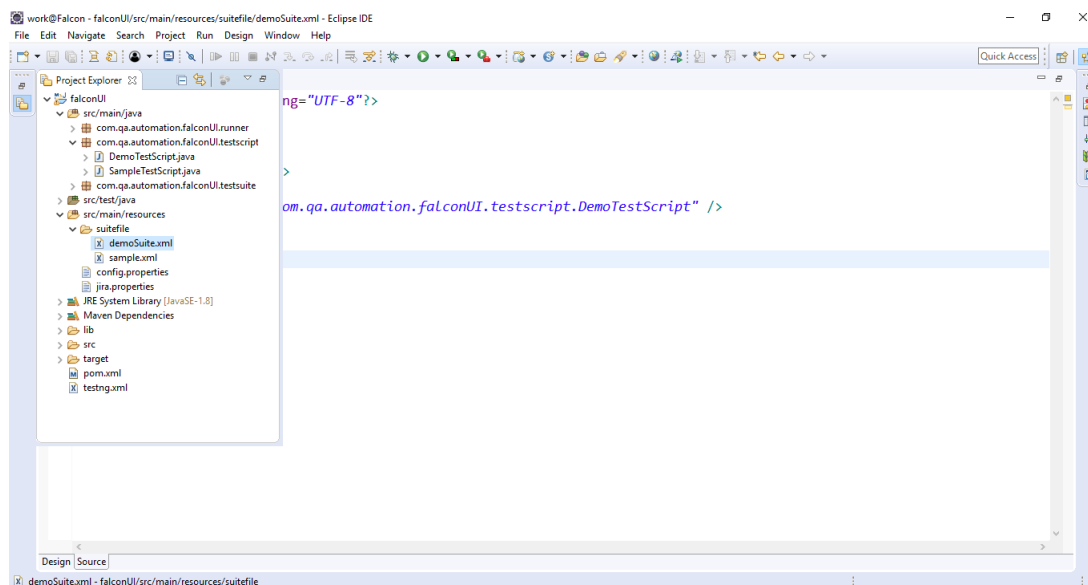 work@Falcon - falconUI/src/main/resources/suitefile/demoSuite.xml - Eclipse IDE
File Edit Navigate Search Project Run Design Window Help
Quick Access
Project Explorer
falconUI
src/main/java
com.qa.automation.falconUI.runner
com.qa.automation.falconUI.testscript
DemoTestScript.java
SampleTestScript.java
com.qa.automation.falconUI.testsuite
src/test/java
src/main/resources
suitefile
demoSuite.xml
sample.xml
config.properties
jira.properties
JRE System Library [JavaSE-1.8]
Maven Dependencies
lib
src
target
pom.xml
testng.xml
ng="UTF-8"?>
>
om.qa.automation.falconUI.testscript.DemoTestScript" />
Design Source
demoSuite.xml - falconUI/src/main/resources/suitefile